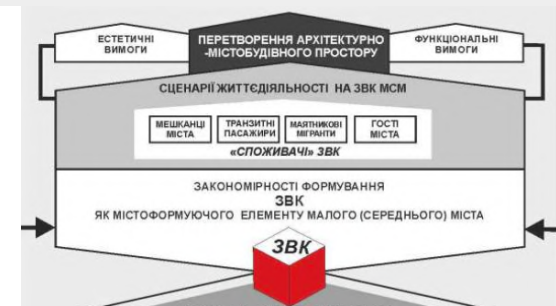 ЕСТЕТИЧНІ
ВИМОГИ
ПЕРЕТВОРЕННЯ АРХІТЕКТУРНО
-МІСТОБУДІВНОГО ПРОСТОРУ
ФУНКЦІОНАЛЬНІ
ВИМОГИ
СЦЕНАРІЇ ЖИТТЄДІЯЛЬНОСТІ НА ЗВК МСМ
МЕШКАНЦІ
МІСТА
ТРАНЗИТНІ
ПАСАЖИРИ
МАЯТНИКОВІ
МІГРАНТИ
ГОСТІ
МІСТА
«СПОЖИВАЧІ» ЗВК
ЗАКОНОМІРНОСТІ ФОРМУВАННЯ
ЗВК
ЯК МІСТОФОРМУЮЧОГО ЕЛЕМЕНТУ МАЛОГО (СЕРЕДНЬОГО) МІСТА
ЗВК